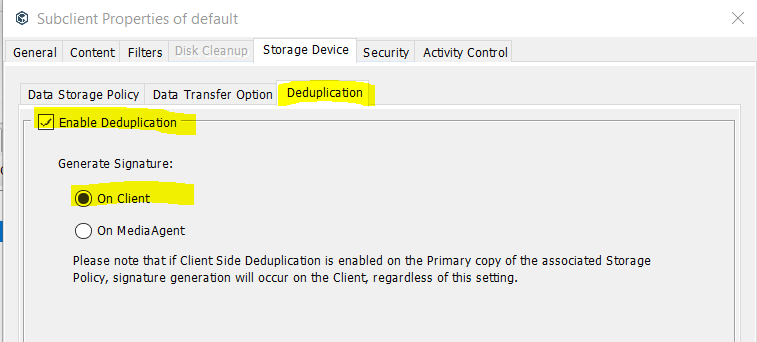 Subclient Properties of default
General Content Filters Disk Cleanup Storage Device Security Activity Control
Data Storage Policy Data Transfer Option Deduplication
Enable Deduplication
Generate Signature:
On Client
On MediaAgent
Please note that if Client Side Deduplication is enabled on the Primary copy of the associated Storage
Policy, signature generation will occur on the Client, regardless of this setting.